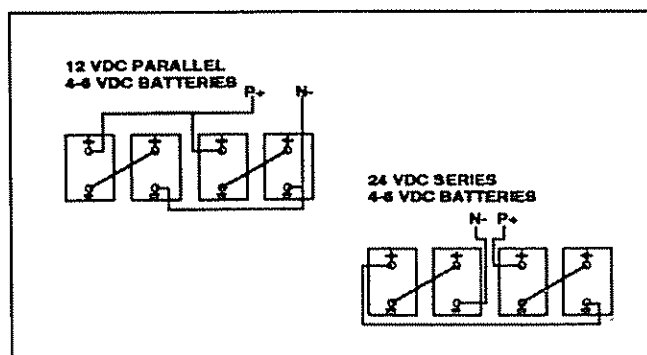 12 VDC PARALLEL
4-6 VDC BATTERIES
P+ N-
+ + + +
24 VDC SERIES
4-6 VDC BATTERIES
N- P+
+ + + +